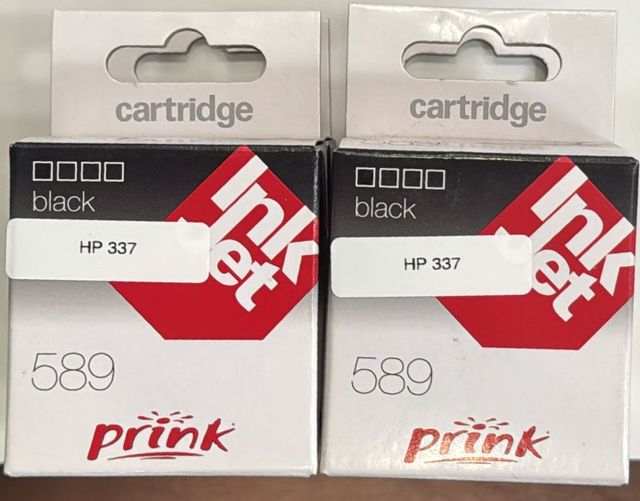 cartridge
black
HP 337
Ink
Jet
589
prink
cartridge
black
HP 337
Ink
Jet
589
prink